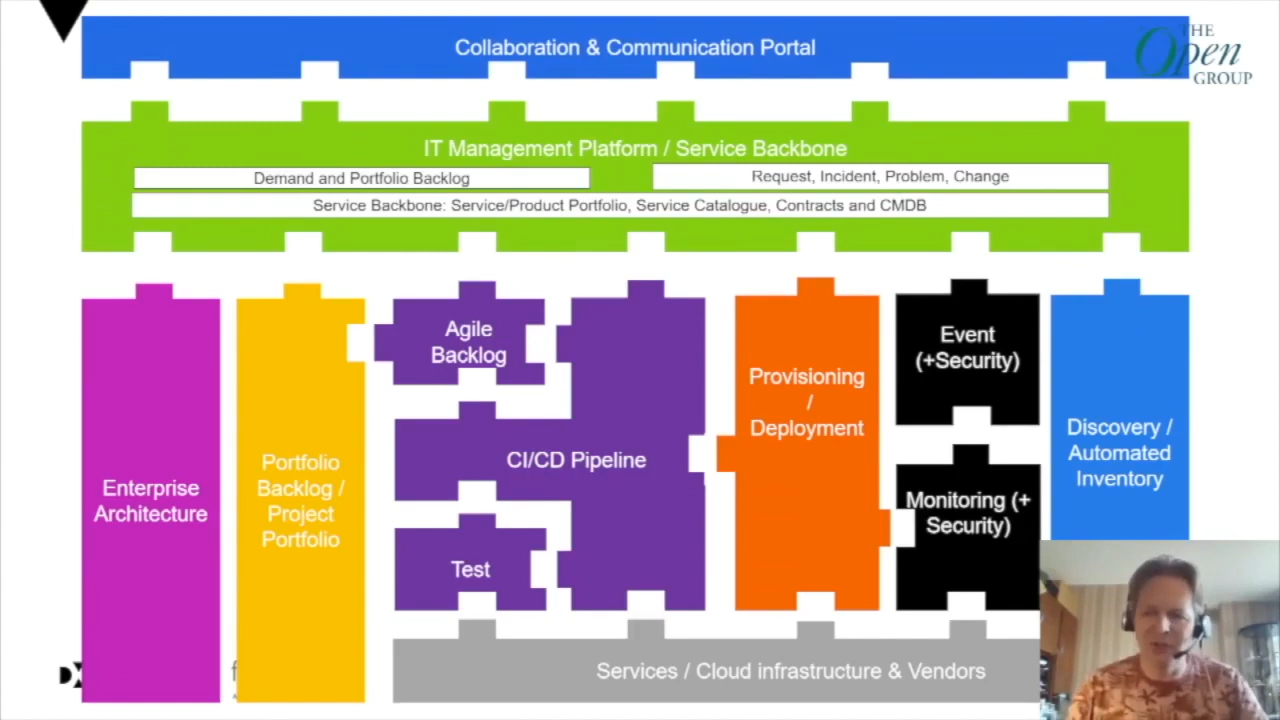 Collaboration & Communication Portal
THE
Open
GROUP
IT Management Platform / Service Backbone
Demand and Portfolio Backlog
Request, Incident, Problem, Change
Service Backbone: Service/Product Portfolio, Service Catalogue, Contracts and CMDB
Enterprise
Architecture
Portfolio
Backlog /
Project
Portfolio
Agile
Backlog
CI/CD Pipeline
Test
Provisioning
/
Deployment
Event
(+Security)
Monitoring (+
Security)
Discovery /
Automated
Inventory
Services / Cloud infrastructure & Vendors